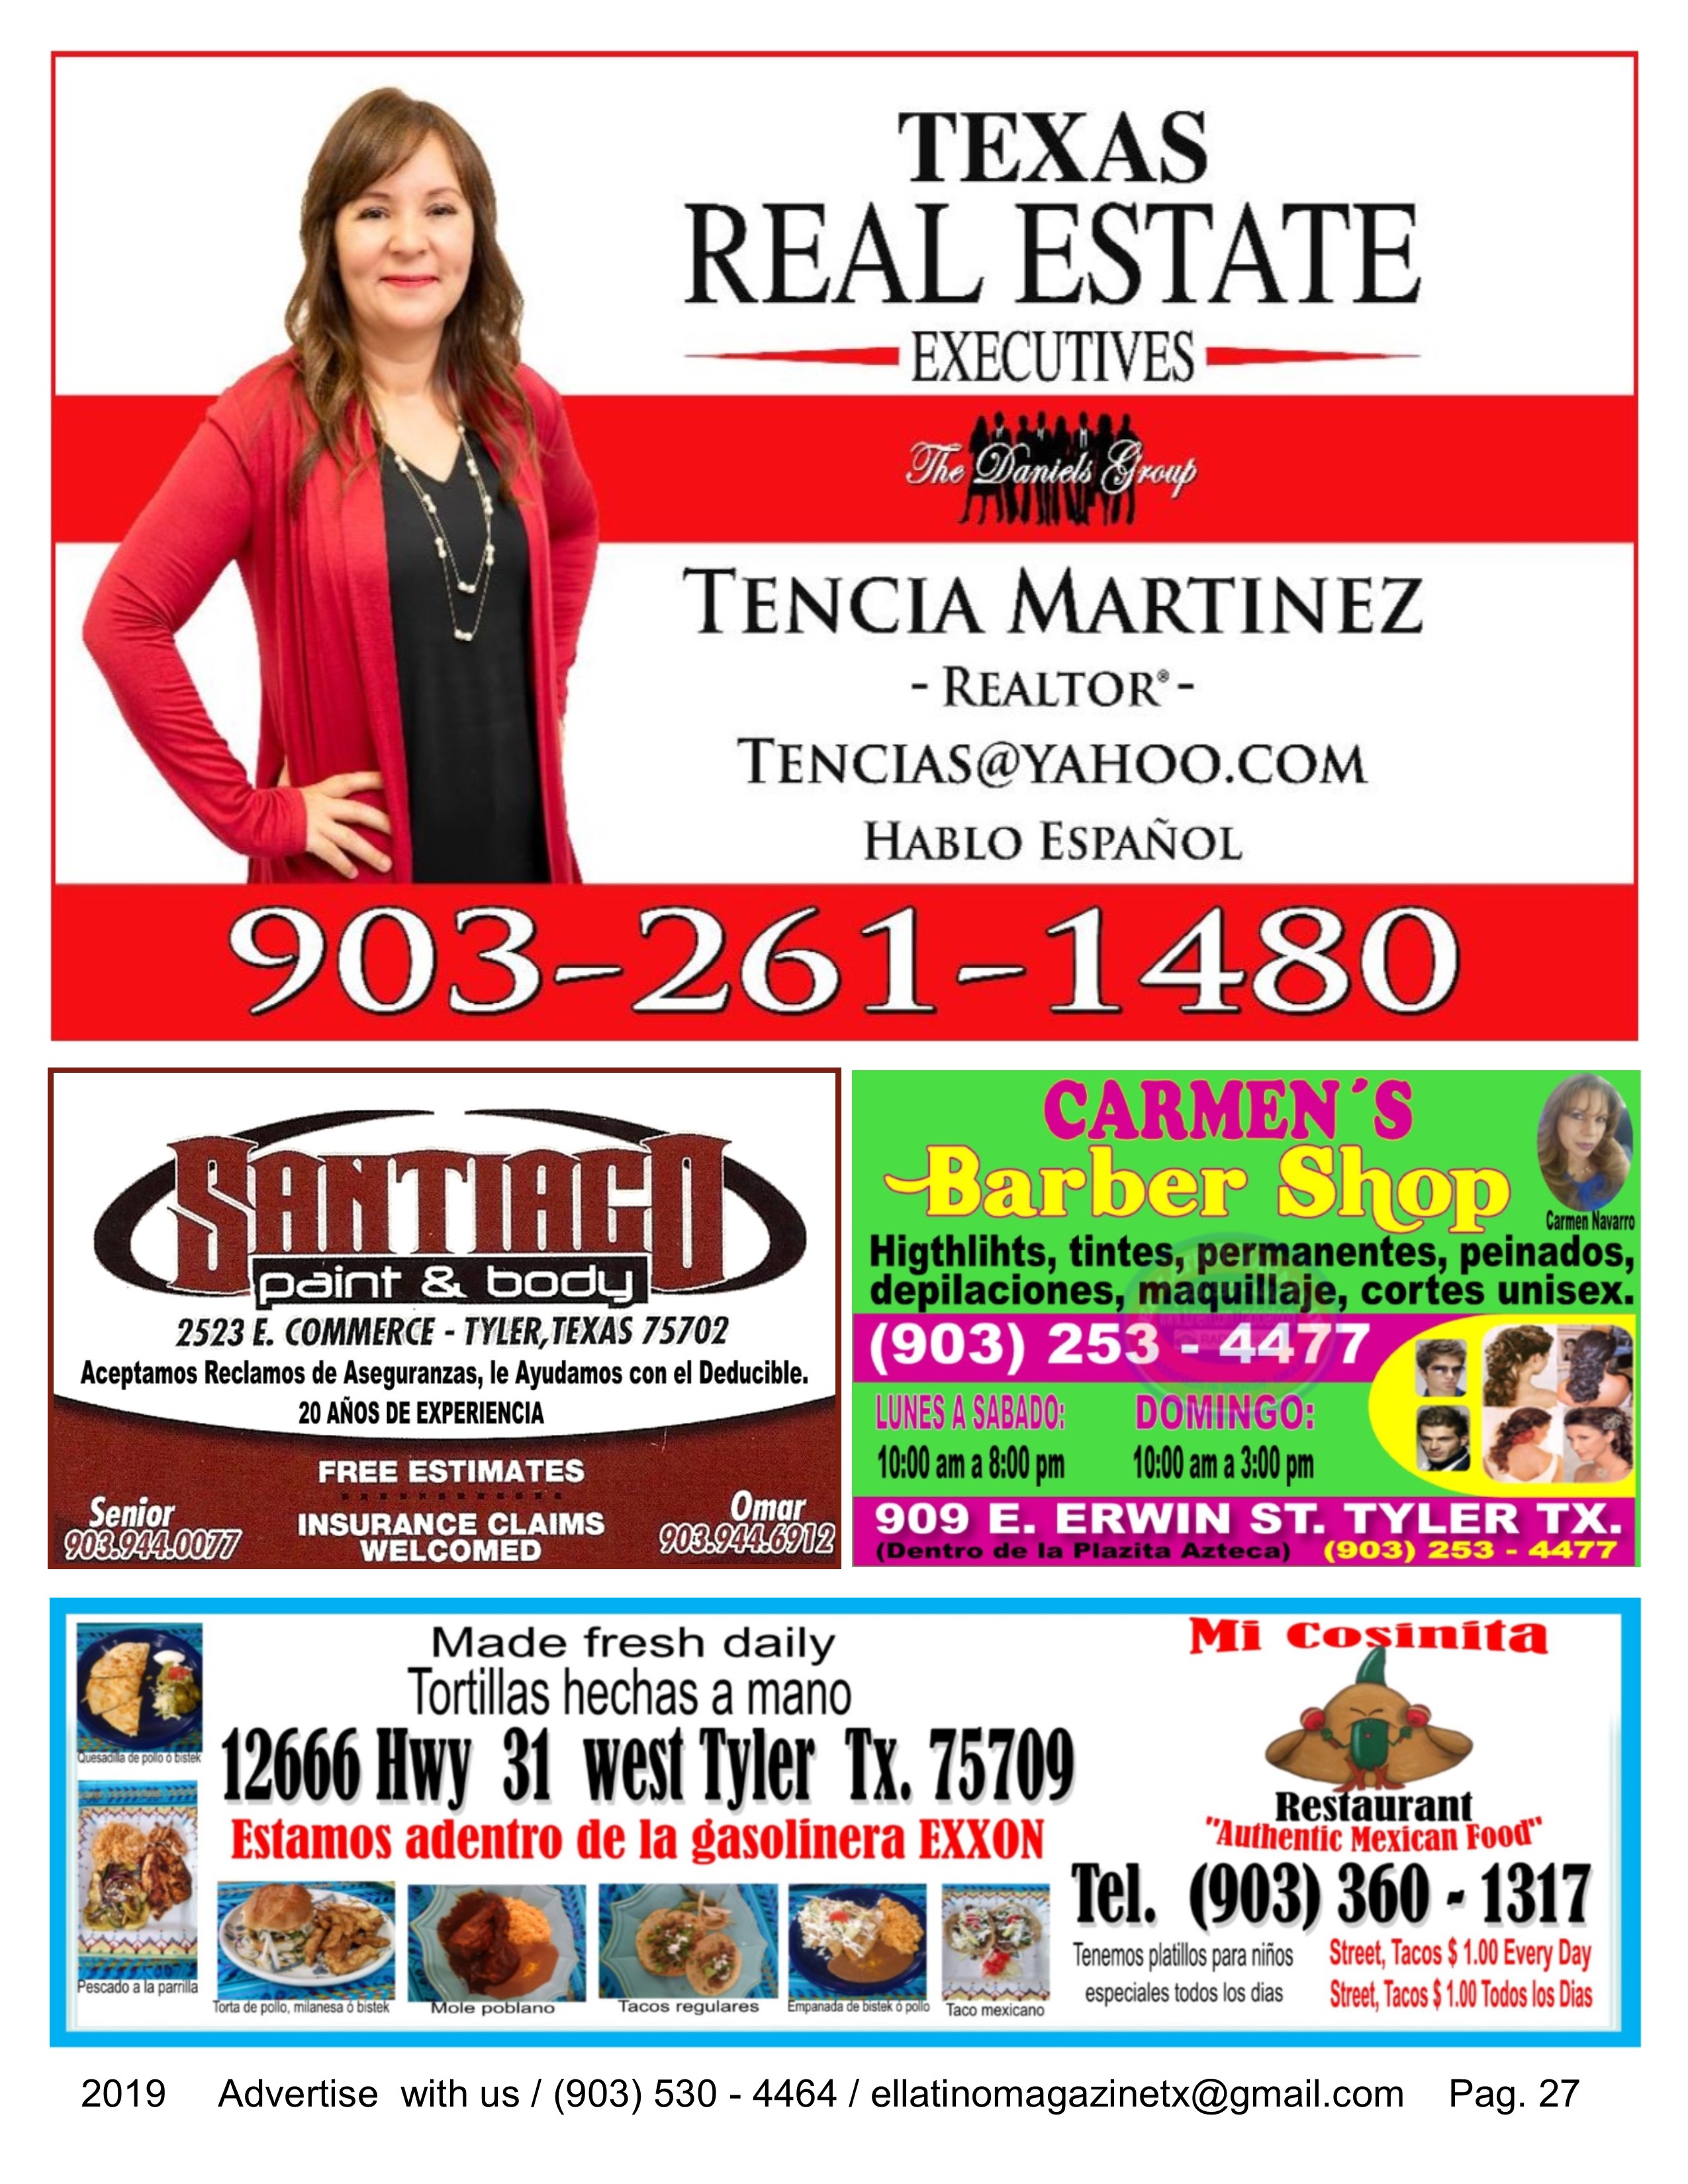 TEXAS
REAL ESTATE
EXECUTIVES
The Daniels Group
TENCIA MARTINEZ
- REALTOR® -
TENCIAS@YAHOO.COM
HABLO ESPAÑOL
903-261-1480
SANTIAGO
paint & body
2523 E. COMMERCE - TYLER, TEXAS 75702
Aceptamos Reclamos de Aseguranzas, le Ayudamos con el Deducible.
20 AÑOS DE EXPERIENCIA
FREE ESTIMATES
INSURANCE CLAIMS
WELCOMED
Senior
903.944.0077
Omar
903.944.6912
CARMEN´S
Barber Shop
Carmen Navarro
Higthlihts, tintes, permanentes, peinados,
depilaciones, maquillaje, cortes unisex.
(903) 253 - 4477
LUNES A SABADO:
10:00 am a 8:00 pm
DOMINGO:
10:00 am a 3:00 pm
909 E. ERWIN ST. TYLER TX.
(Dentro de la Plazita Azteca) (903) 253 - 4477
Made fresh daily
Tortillas hechas a mano
12666 Hwy 31 west Tyler Tx. 75709
Estamos adentro de la gasolinera EXXON
Quesadilla de pollo ó bistek
Pescado a la parrilla
Torta de pollo, milanesa ó bistek
Mole poblano
Tacos regulares
Empanada de bistek ó pollo
Taco mexicano
Mi Cosinita
Restaurant
"Authentic Mexican Food"
Tel. (903) 360 - 1317
Tenemos platillos para niños
especiales todos los dias
Street, Tacos $ 1.00 Every Day
Street, Tacos $ 1.00 Todos los Dias
2019 Advertise with us / (903) 530 - 4464 / ellatinomagazinetx@gmail.com Pag. 27